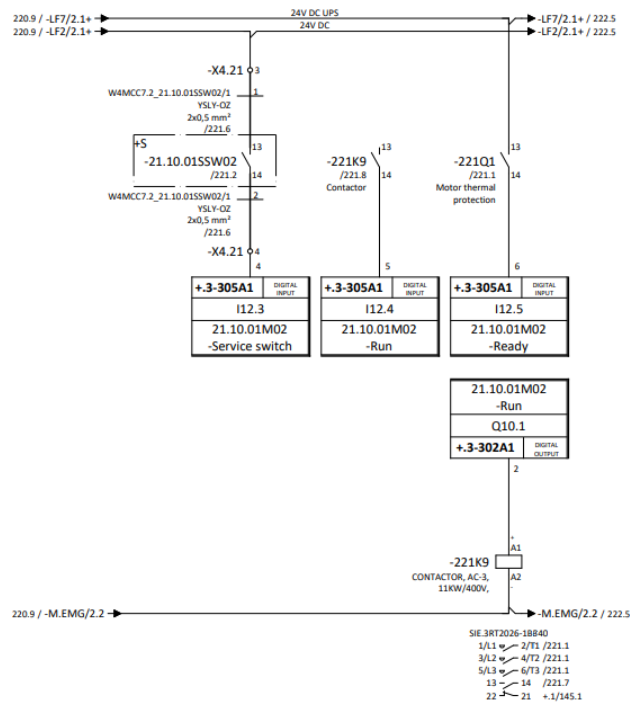 24V DC UPS
220.9 / -LF7/2.1+
-LF7/2.1+ / 222.5
24V DC
220.9 / -LF2/2.1+
-LF2/2.1+ / 222.5
-X4.21 3
W4MCC7.2_21.10.01SSW02/1
1
YSLY-OZ
2x0,5 mm²
/221.6
+S
13
-21.10.01SSW02
/221.2
14
W4MCC7.2_21.10.01SSW02/1
2
YSLY-OZ
2x0,5 mm²
/221.6
-X4.21 4
4
13
-221K9
/221.8
14
Contactor
5
13
-221Q1
/221.1
14
Motor thermal
protection
6
+.3-305A1
DIGITAL
INPUT
I12.3
21.10.01M02
-Service switch
+.3-305A1
DIGITAL
INPUT
I12.4
21.10.01M02
-Run
+.3-305A1
DIGITAL
INPUT
I12.5
21.10.01M02
-Ready
21.10.01M02
-Run
Q10.1
+.3-302A1
DIGITAL
OUTPUT
2
+
A1
-221K9
CONTACTOR, AC-3,
11KW/400V,
A2
-
220.9 / -M.EMG/2.2
-M.EMG/2.2 / 222.5
SIE.3RT2026-1BB40
1/L1 2/T1 /221.1
3/L2 4/T2 /221.1
5/L3 6/T3 /221.1
13 14 /221.7
22 21 +.1/145.1